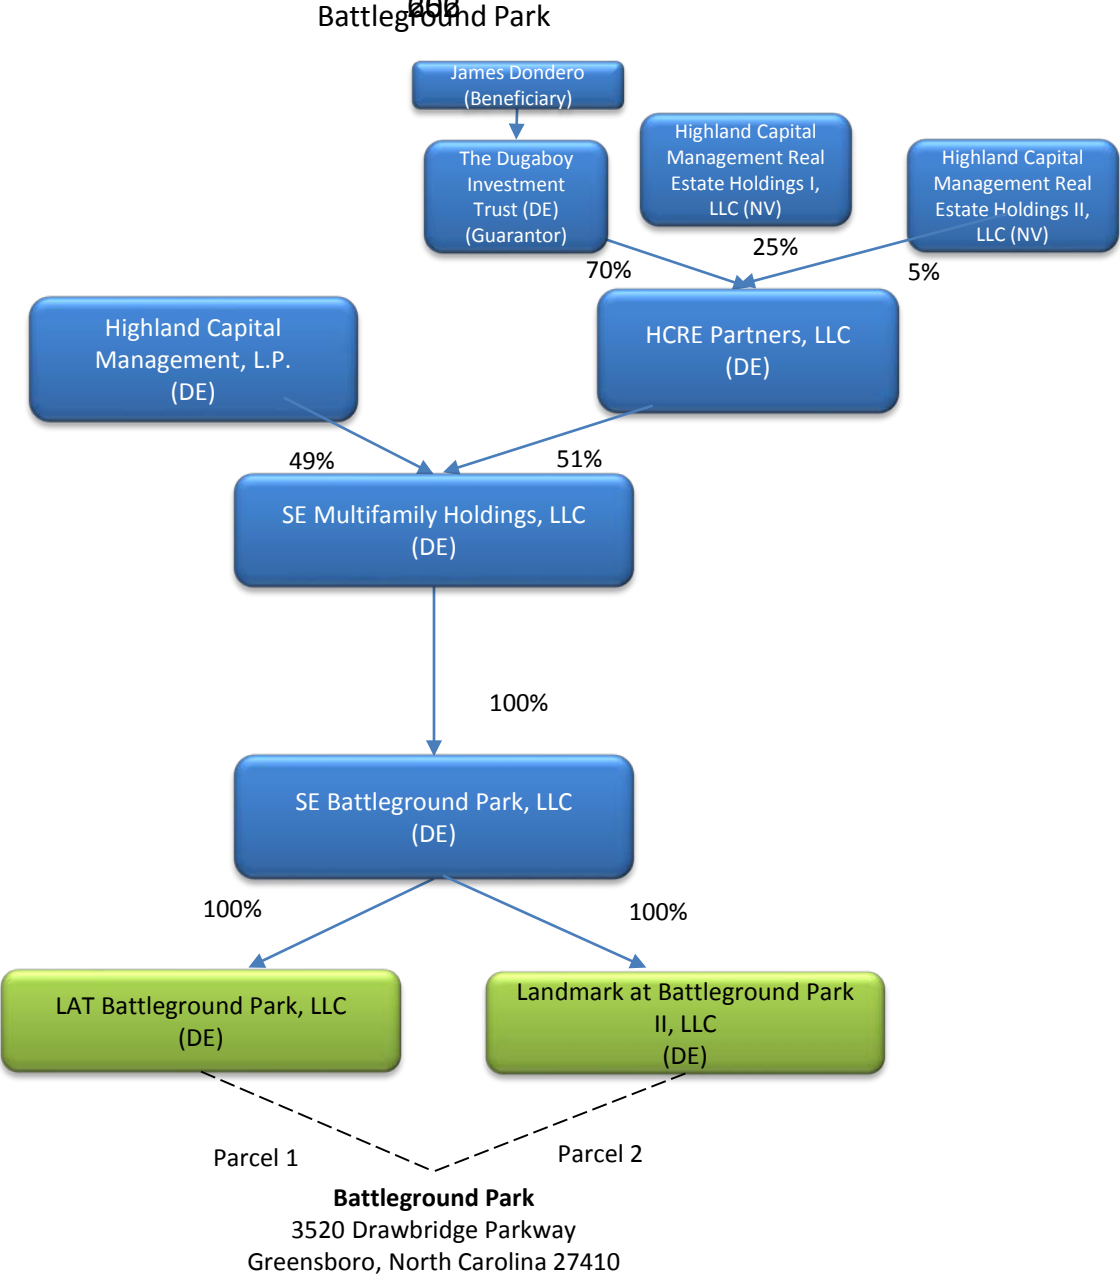 Battleground Park
James Dondero
(Beneficiary)
The Dugaboy
Investment
Trust (DE)
(Guarantor)
Highland Capital
Management Real
Estate Holdings I,
LLC (NV)
Highland Capital
Management Real
Estate Holdings II,
LLC (NV)
70%
25%
5%
Highland Capital
Management, L.P.
(DE)
HCRE Partners, LLC
(DE)
49%
51%
SE Multifamily Holdings, LLC
(DE)
100%
SE Battleground Park, LLC
(DE)
100%
100%
LAT Battleground Park, LLC
(DE)
Landmark at Battleground Park
II, LLC
(DE)
Parcel 1
Parcel 2
Battleground Park
3520 Drawbridge Parkway
Greensboro, North Carolina 27410